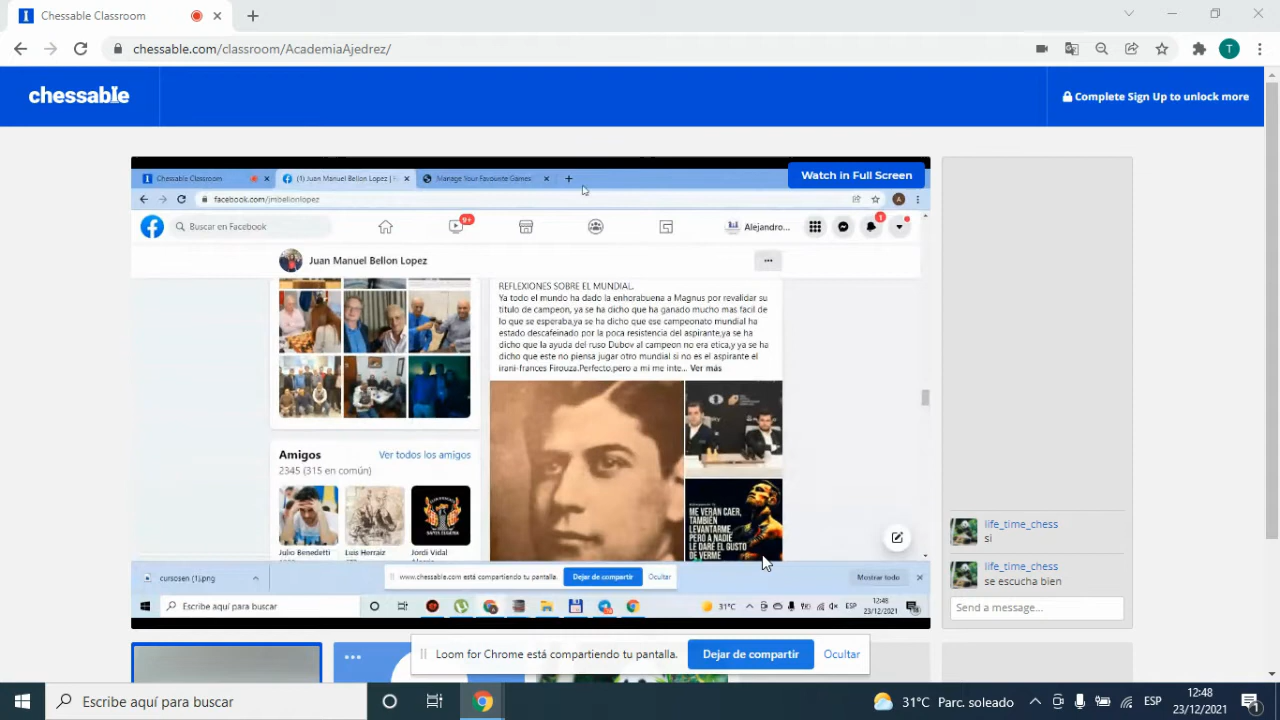 Chessable Classroom
chessable.com/classroom/AcademiaAjedrez/
T
chessable
Complete Sign Up to unlock more
Chessable Classroom
(1) Juan Manuel Bellon Lopez | F
Manage Your Favourite Games
Watch in Full Screen
facebook.com/jmbellonlopez
A
Buscar en Facebook
9+
Alejandro...
1
Juan Manuel Bellon Lopez
REFLEXIONES SOBRE EL MUNDIAL.
Ya todo el mundo ha dado la enhorabuena a Magnus por revalidar su
titulo de campeon, ya se ha dicho que ha ganado mucho mas facil de
lo que se esperaba,ya se ha dicho que ese campeonato mundial ha
estado descafeinado por la poca resistencia del aspirante,ya se ha
dicho que la ayuda del ruso Dubov al campeon no era etica,y ya se ha
dicho que este no piensa jugar otro mundial si no es el aspirante el
irani-frances Firouza.Perfecto,pero a mi me inte... Ver más
Amigos
Ver todos los amigos
2345 (315 en común)
Julio Benedetti
Luis Herraiz
Jordi Vidal
ME VERÁN CAER,
TAMBIÉN
LEVANTARME
PERO A NADIE
LE DARÉ EL GUSTO
DE VERME
life_time_chess
si
life_time_chess
se escucha bien
Send a message...
cursosen (1).png
www.chessable.com está compartiendo tu pantalla.
Dejar de compartir
Ocultar
Mostrar todo
Escribe aquí para buscar
31°C
ESP
12:48
23/12/2021
Loom for Chrome está compartiendo tu pantalla.
Dejar de compartir
Ocultar
Escribe aquí para buscar
31°C Parc. soleado
ESP
12:48
23/12/2021
1